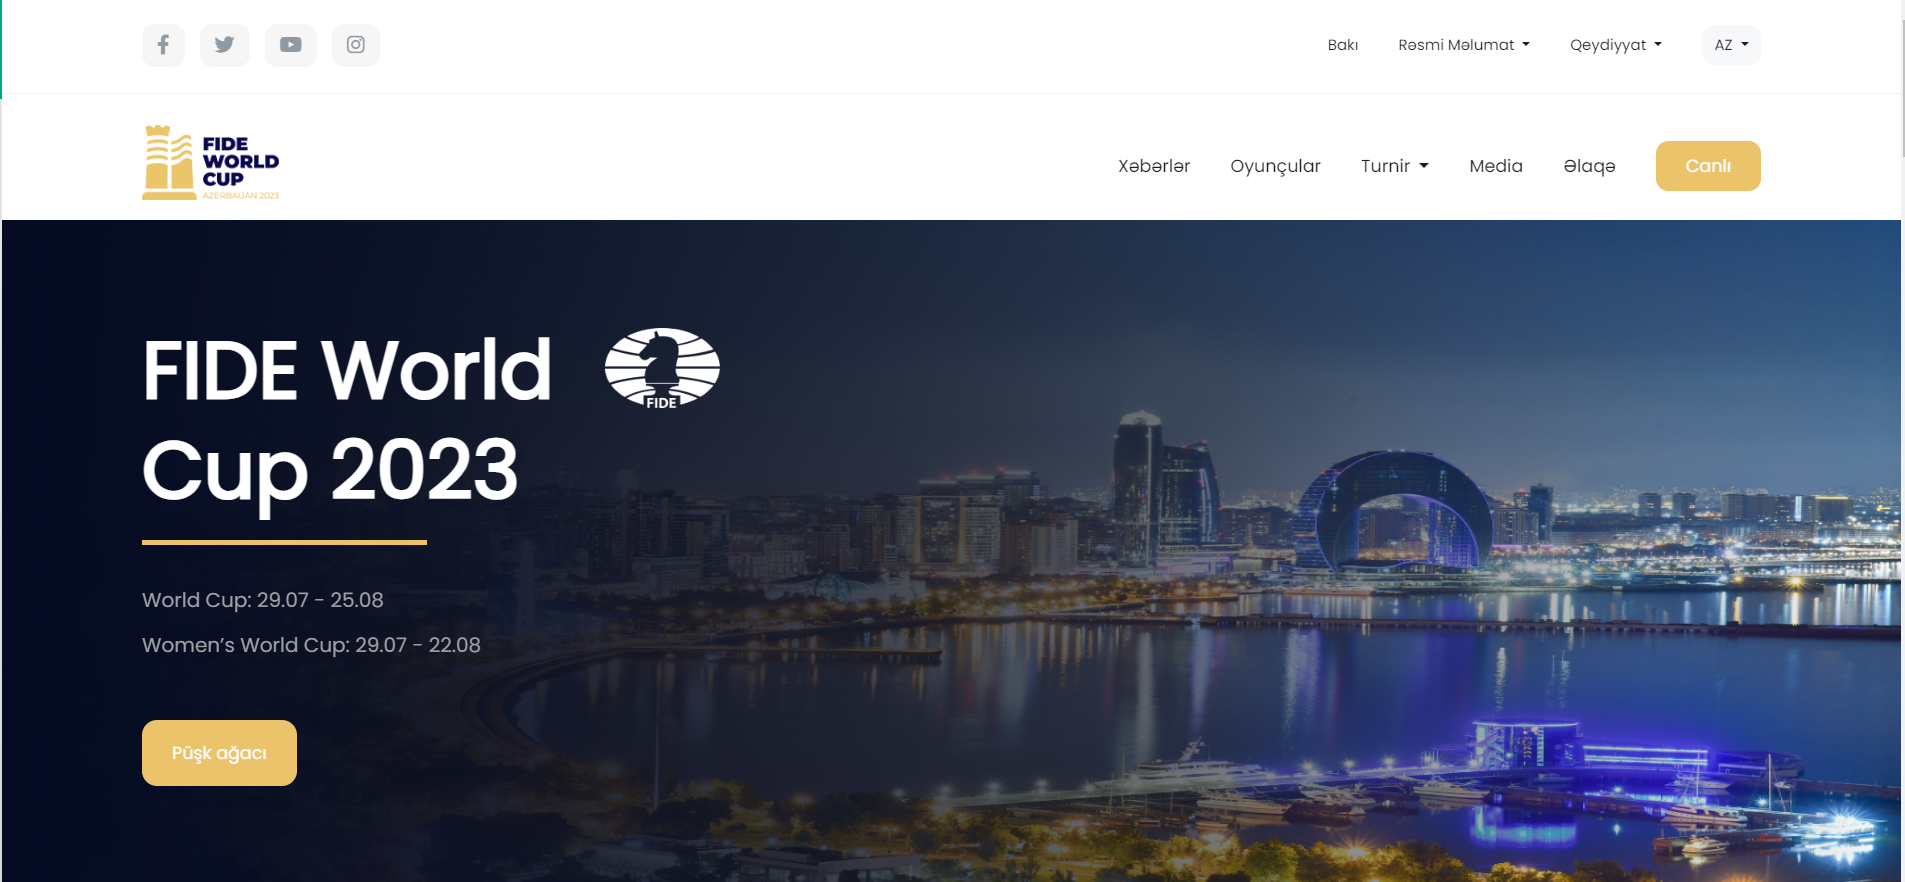 Bakı
Rəsmi Məlumat
Qeydiyyat
AZ
FIDE
WORLD
CUP
AZERBAIJAN 2023
Xəbərlər
Oyunçular
Turnir
Media
Əlaqə
Canlı
FIDE World
Cup 2023
FIDE
World Cup: 29.07 - 25.08
Women’s World Cup: 29.07 - 22.08
Püşk ağacı